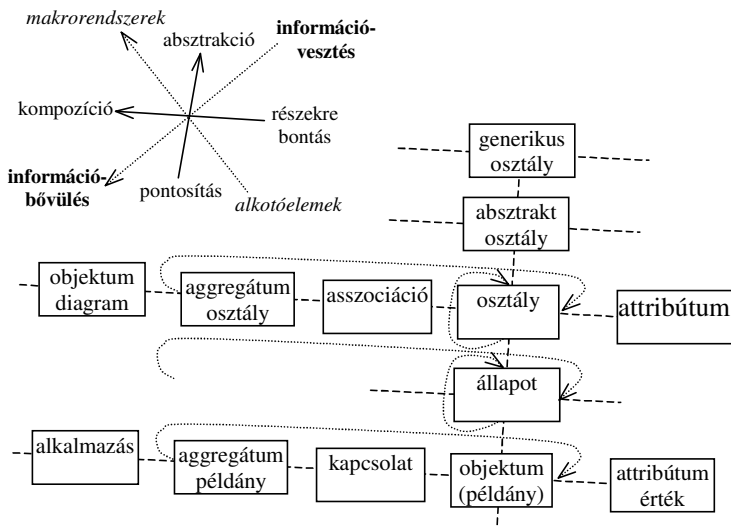 makrorendszerek
absztrakció
információ-
vesztés
kompozíció
részekre
bontás
információ-
bővülés
pontosítás
alkotóelemek
generikus
osztály
absztrakt
osztály
objektum
diagram
aggregátum
osztály
asszociáció
osztály
attribútum
állapot
alkalmazás
aggregátum
példány
kapcsolat
objektum
(példány)
attribútum
érték